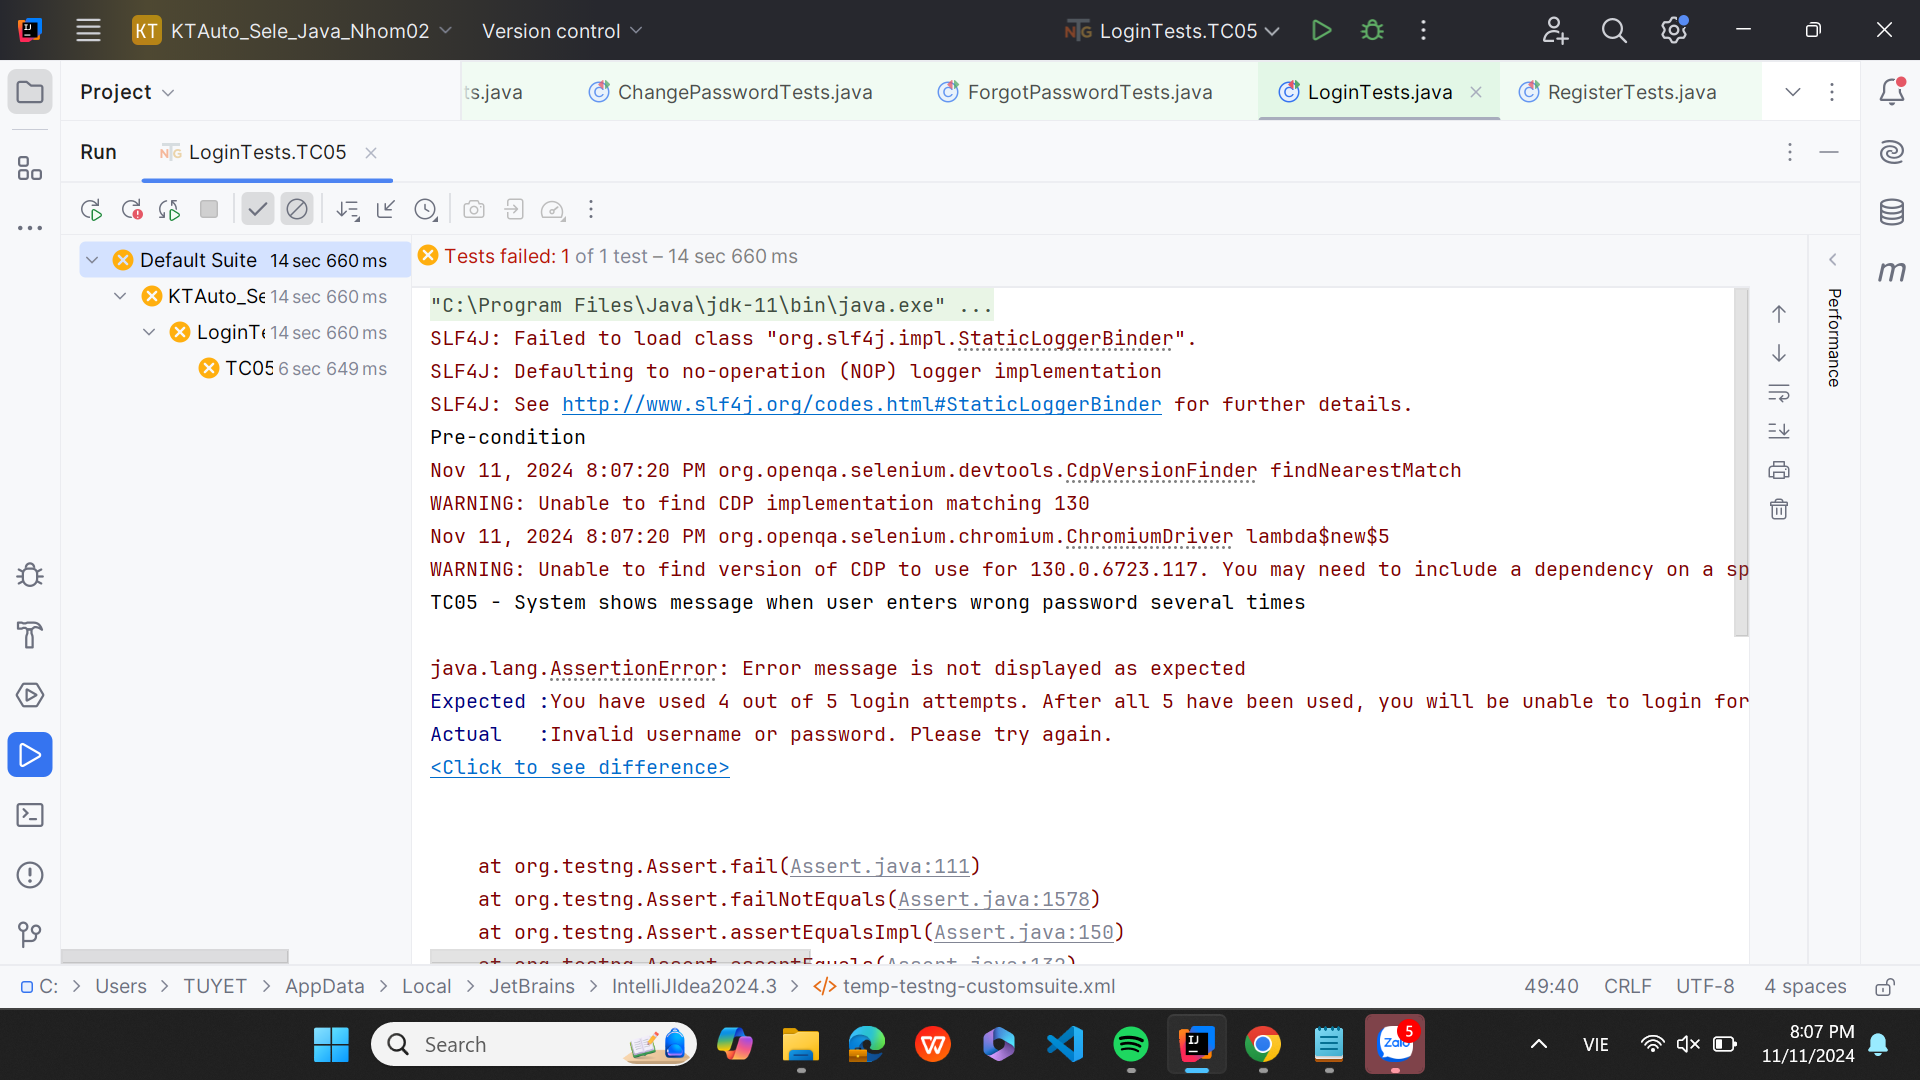 KT KTAuto_Sele_Java_Nhom02 Version control LoginTests.TC05
Project ts.java ChangePasswordTests.java ForgotPasswordTests.java LoginTests.java RegisterTests.java
Run LoginTests.TC05
Default Suite 14 sec 660 ms
KTAuto_Se 14 sec 660 ms
LoginTe 14 sec 660 ms
TC05 6 sec 649 ms
Tests failed: 1 of 1 test – 14 sec 660 ms
"C:\Program Files\Java\jdk-11\bin\java.exe" ...
SLF4J: Failed to load class "org.slf4j.impl.StaticLoggerBinder".
SLF4J: Defaulting to no-operation (NOP) logger implementation
SLF4J: See http://www.slf4j.org/codes.html#StaticLoggerBinder for further details.
Pre-condition
Nov 11, 2024 8:07:20 PM org.openqa.selenium.devtools.CdpVersionFinder findNearestMatch
WARNING: Unable to find CDP implementation matching 130
Nov 11, 2024 8:07:20 PM org.openqa.selenium.chromium.ChromiumDriver lambda$new$5
WARNING: Unable to find version of CDP to use for 130.0.6723.117. You may need to include a dependency on a sp
TC05 - System shows message when user enters wrong password several times
java.lang.AssertionError: Error message is not displayed as expected
Expected :You have used 4 out of 5 login attempts. After all 5 have been used, you will be unable to login for
Actual   :Invalid username or password. Please try again.
<Click to see difference>
at org.testng.Assert.fail(Assert.java:111)
at org.testng.Assert.failNotEquals(Assert.java:1578)
at org.testng.Assert.assertEqualsImpl(Assert.java:150)
at org.testng.Assert.assertEquals(Assert.java:132)
Performance
C: > Users > TUYET > AppData > Local > JetBrains > IntelliJIdea2024.3 > temp-testng-customsuite.xml 49:40 CRLF UTF-8 4 spaces
Search Zalo 5 VIE 8:07 PM
11/11/2024